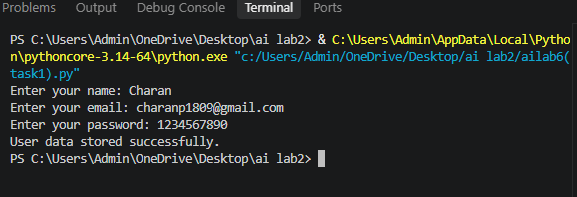 Problems Output Debug Console Terminal Ports
PS C:\Users\Admin\OneDrive\Desktop\ai lab2> & C:\Users\Admin\AppData\Local\Pytho
n\pythoncore-3.14-64\python.exe "c:/Users/Admin/OneDrive/Desktop/ai lab2/ailab6(
task1).py"
Enter your name: Charan
Enter your email: charanp1809@gmail.com
Enter your password: 1234567890
User data stored successfully.
PS C:\Users\Admin\OneDrive\Desktop\ai lab2>